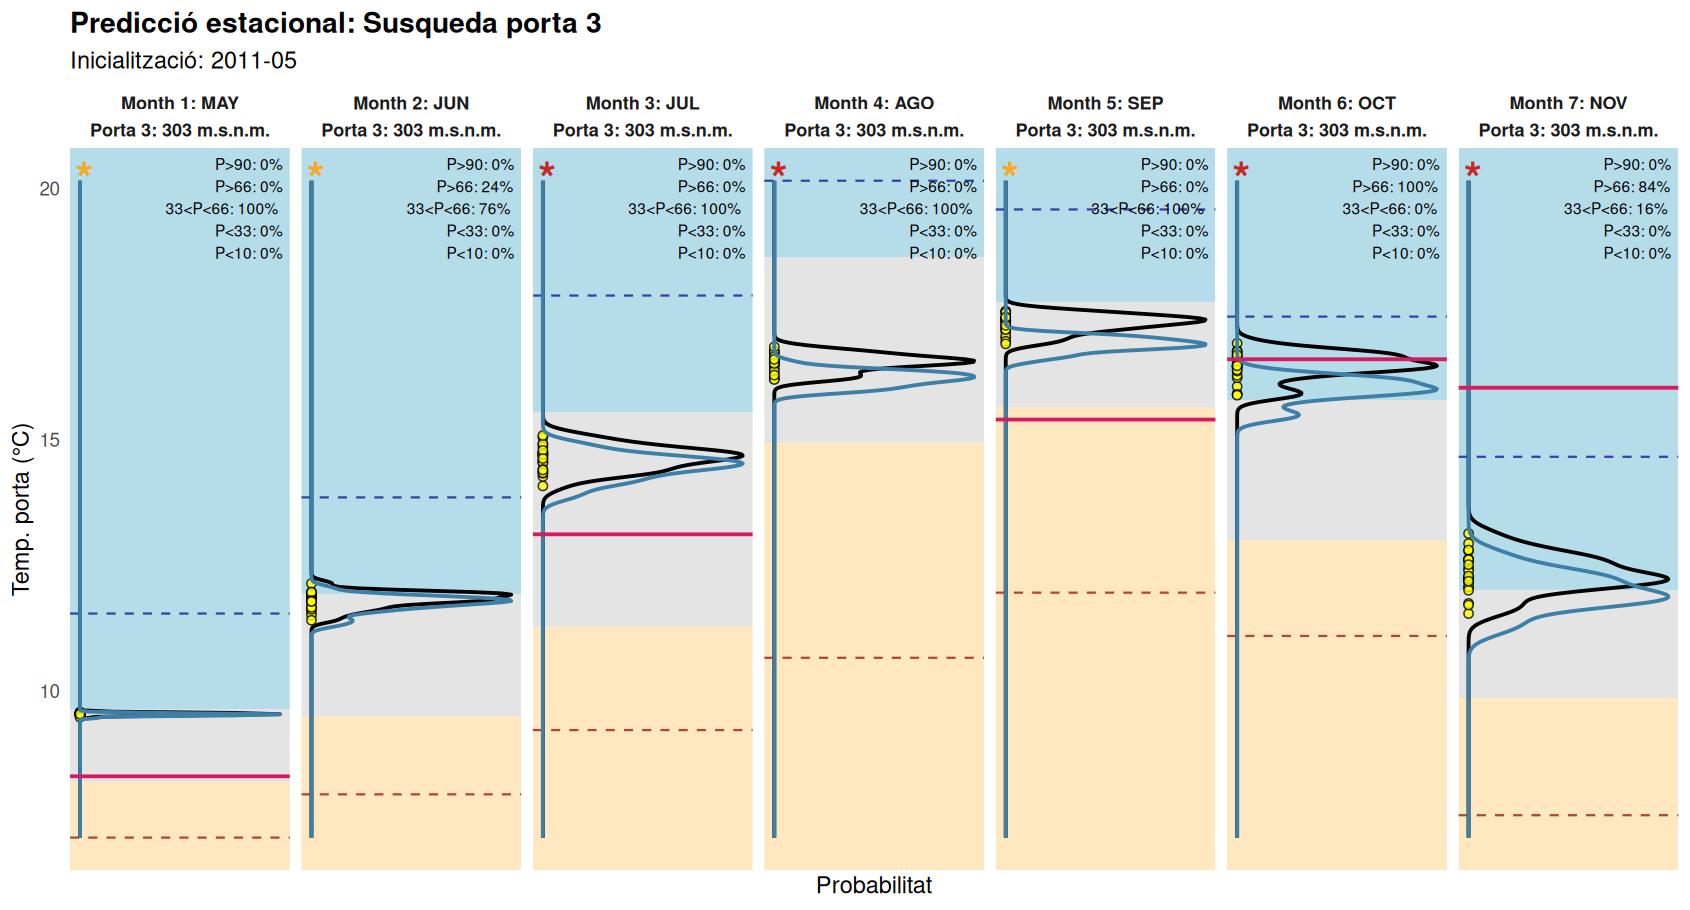 Predicció estacional: Susqueda porta 3
Inicialització: 2011-05
Month 1: MAY
Porta 3: 303 m.s.n.m.
Month 2: JUN
Porta 3: 303 m.s.n.m.
Month 3: JUL
Porta 3: 303 m.s.n.m.
Month 4: AGO
Porta 3: 303 m.s.n.m.
Month 5: SEP
Porta 3: 303 m.s.n.m.
Month 6: OCT
Porta 3: 303 m.s.n.m.
Month 7: NOV
Porta 3: 303 m.s.n.m.
*
P>90: 0%
P>66: 0%
33<P<66: 100%
P<33: 0%
P<10: 0%
*
P>90: 0%
P>66: 24%
33<P<66: 76%
P<33: 0%
P<10: 0%
*
P>90: 0%
P>66: 0%
33<P<66: 100%
P<33: 0%
P<10: 0%
*
P>90: 0%
P>66: 0%
33<P<66: 100%
P<33: 0%
P<10: 0%
*
P>90: 0%
P>66: 0%
33<P<66: 100%
P<33: 0%
P<10: 0%
*
P>90: 0%
P>66: 100%
33<P<66: 0%
P<33: 0%
P<10: 0%
*
P>90: 0%
P>66: 84%
33<P<66: 16%
P<33: 0%
P<10: 0%
20
15
10
Temp. porta (°C)
Probabilitat